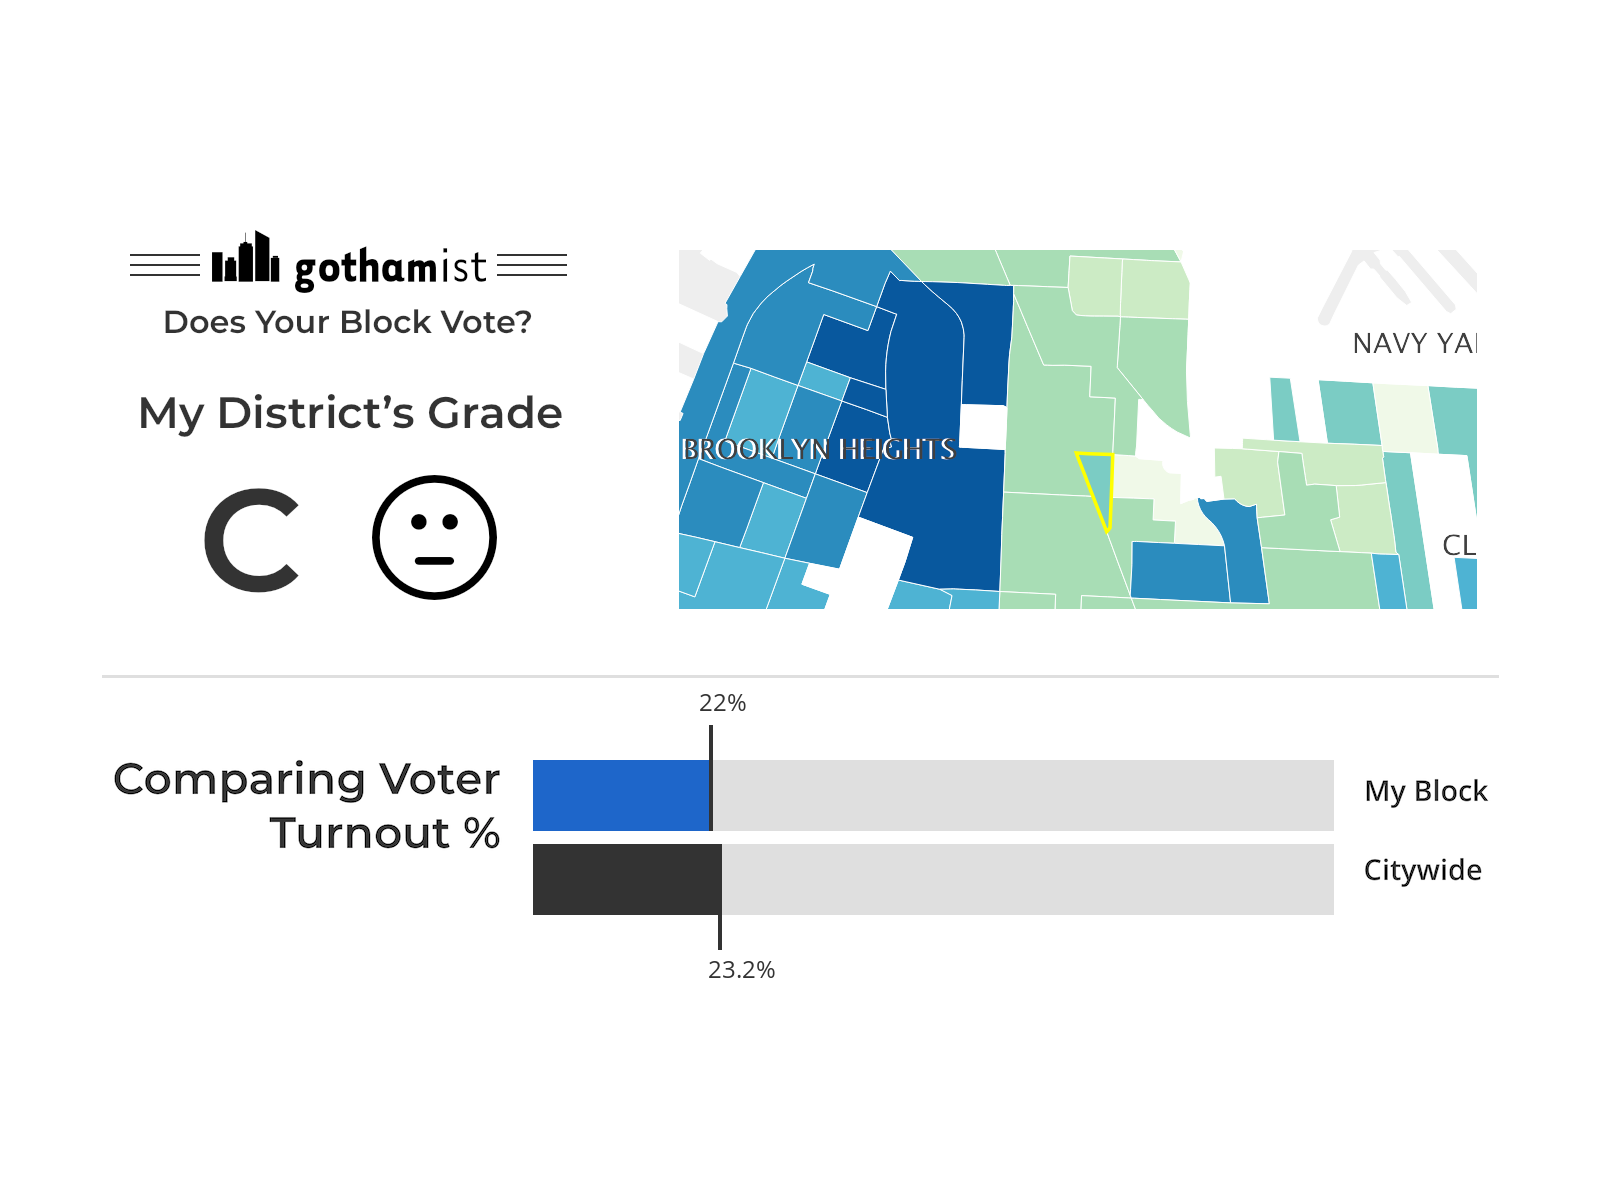 gothamist
Does Your Block Vote?
My District's Grade
C
BROOKLYN HEIGHTS
NAVY YA
CL
22%
Comparing Voter
Turnout %
My Block
Citywide
23.2%